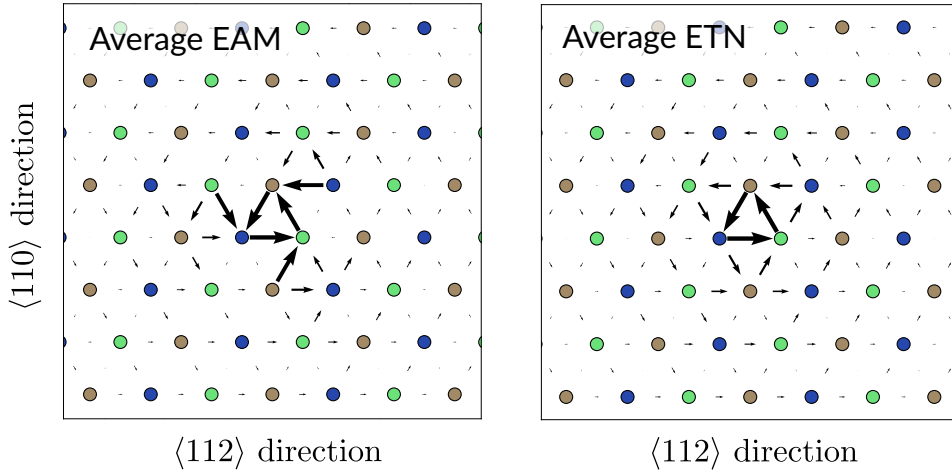 Average EAM
Average ETN
⟨110⟩ direction
⟨112⟩ direction
⟨112⟩ direction